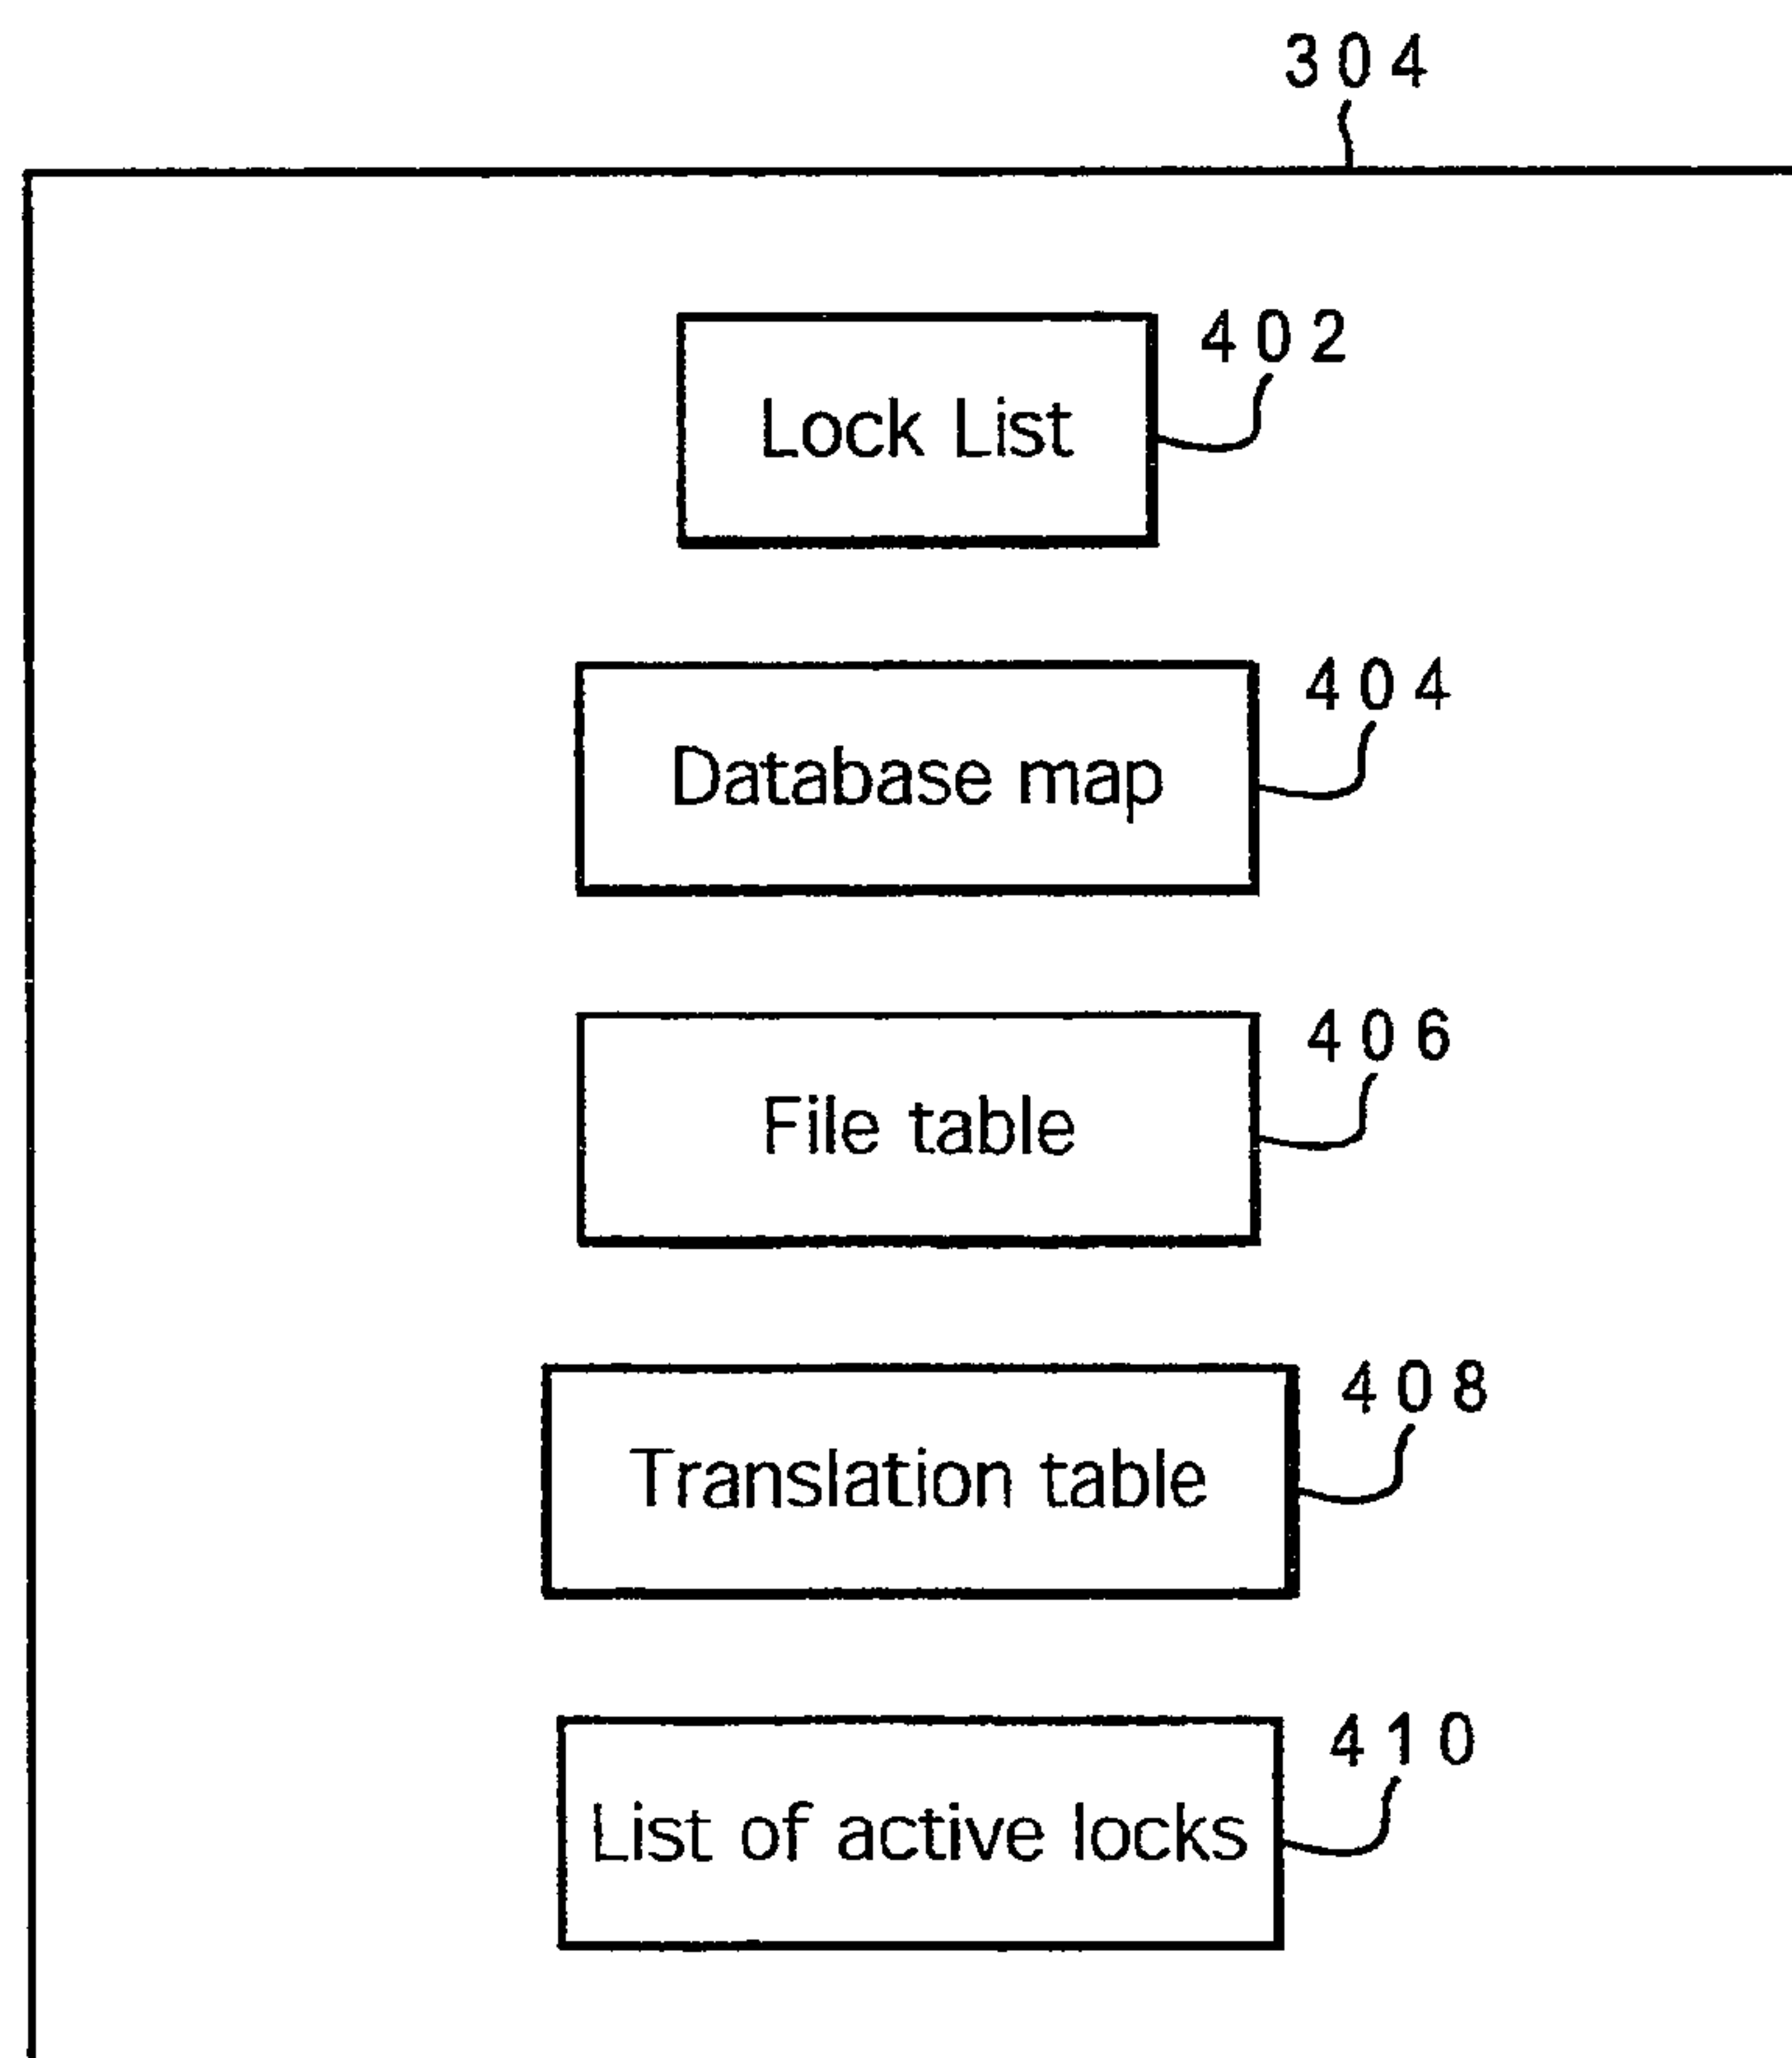 304
402
Lock List
404
Database map
406
File table
408
Translation table
410
List of active locks